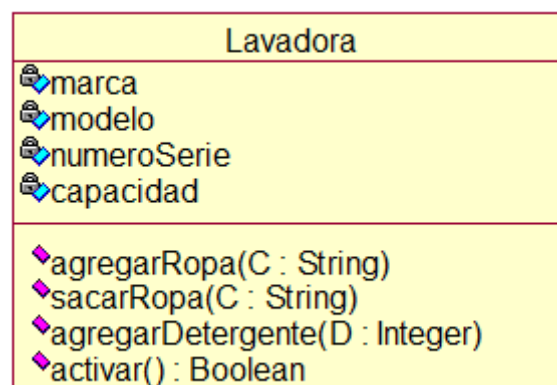 Lavadora
marca
modelo
numeroSerie
capacidad
agregarRopa(C : String)
sacarRopa(C : String)
agregarDetergente(D : Integer)
activar() : Boolean